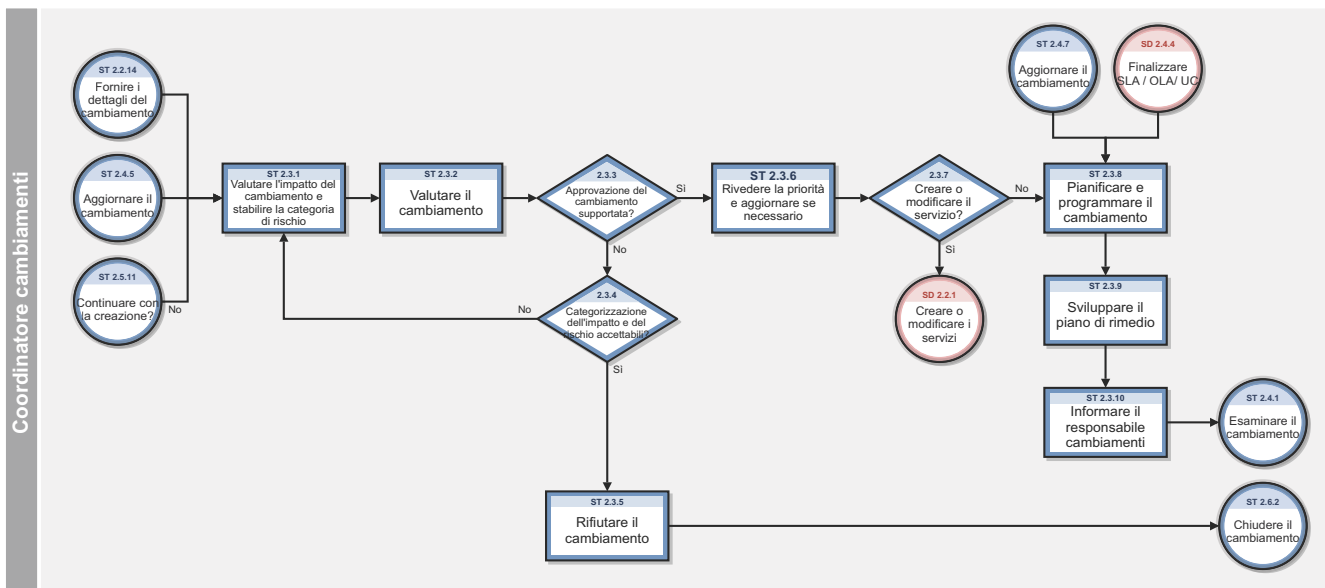 Coordinatore cambiamenti
ST 2.2.14
Fornire i
dettagli del
cambiamento
ST 2.4.5
Aggiornare il
cambiamento
ST 2.5.11
Continuare con
la creazione?
No
ST 2.3.1
Valutare l'impatto del
cambiamento e
stabilire la categoria
di rischio
ST 2.3.2
Valutare il
cambiamento
2.3.3
Approvazione del
cambiamento
supportata?
Sì
No
2.3.4
Categorizzazione
dell'impatto e del
rischio accettabili?
No
Sì
ST 2.3.5
Rifiutare il
cambiamento
ST 2.3.6
Rivedere la priorità
e aggiornare se
necessario
2.3.7
Creare o
modificare il
servizio?
No
Sì
SD 2.2.1
Creare o
modificare i
servizi
ST 2.4.7
Aggiornare il
cambiamento
SD 2.4.4
Finalizzare
SLA / OLA/ UC
ST 2.3.8
Pianificare e
programmare il
cambiamento
ST 2.3.9
Sviluppare il
piano di rimedio
ST 2.3.10
Informare il
responsabile
cambiamenti
ST 2.4.1
Esaminare il
cambiamento
ST 2.6.2
Chiudere il
cambiamento